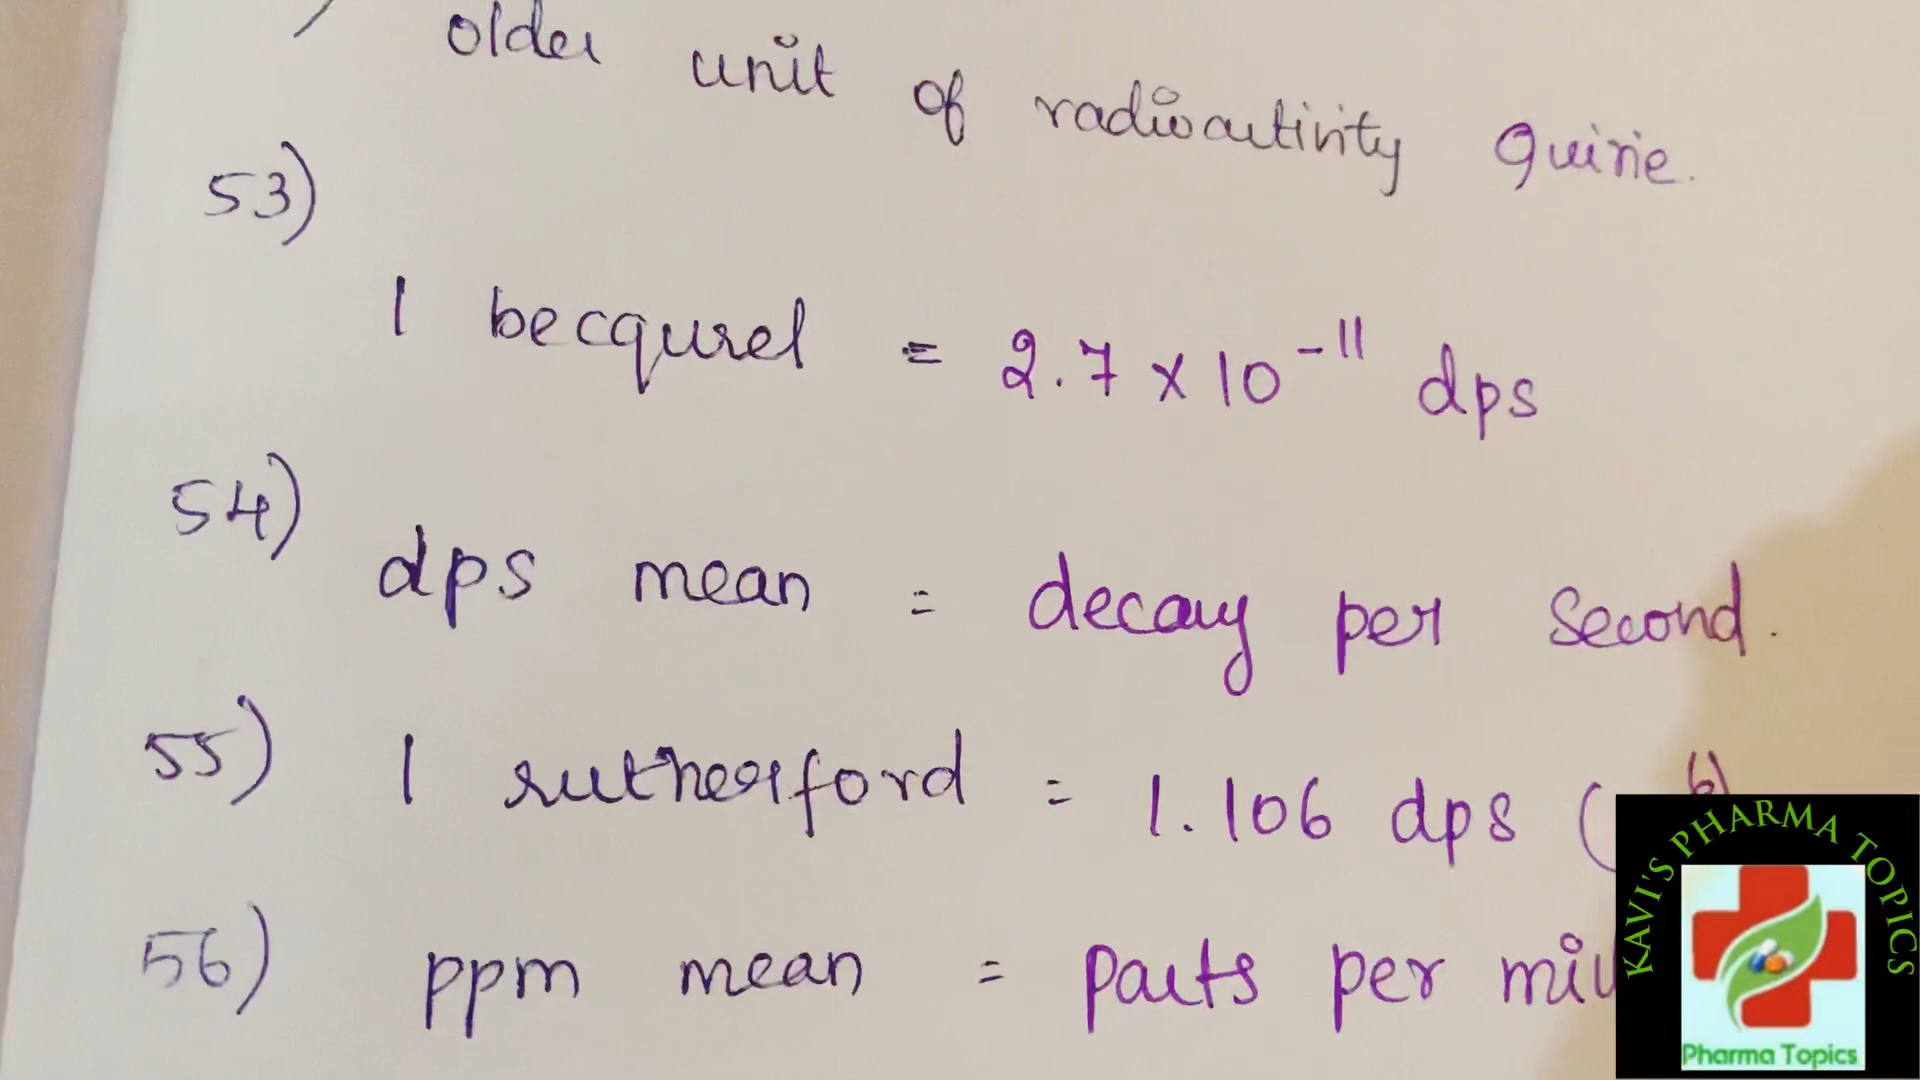 older unit of radioactivity Quirie.
53)
1 becqurel = 2.7 x 10^-11 dps
54)
dps mean = decay per second.
55) 1 rutherford = 1.106 dps (
56) ppm mean = parts per
KAVI'S PHARMA TOPICS
Pharma Topics